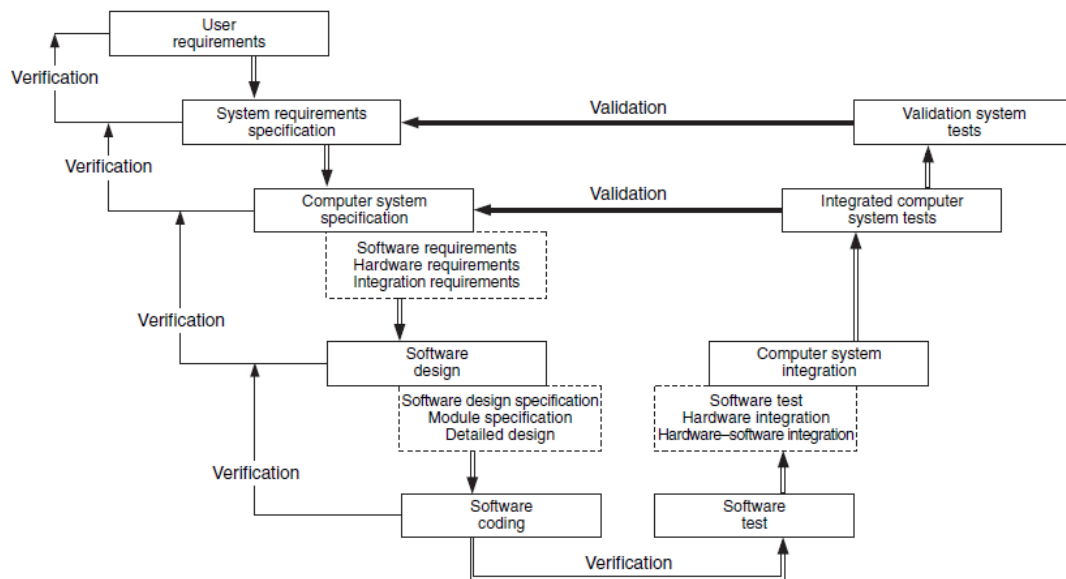 User
requirements
Verification
System requirements
specification
Validation
Validation system
tests
Verification
Computer system
specification
Validation
Integrated computer
system tests
Software requirements
Hardware requirements
Integration requirements
Verification
Software
design
Computer system
integration
Software design specification
Module specification
Detailed design
Software test
Hardware integration
Hardware–software integration
Verification
Software
coding
Software
test
Verification